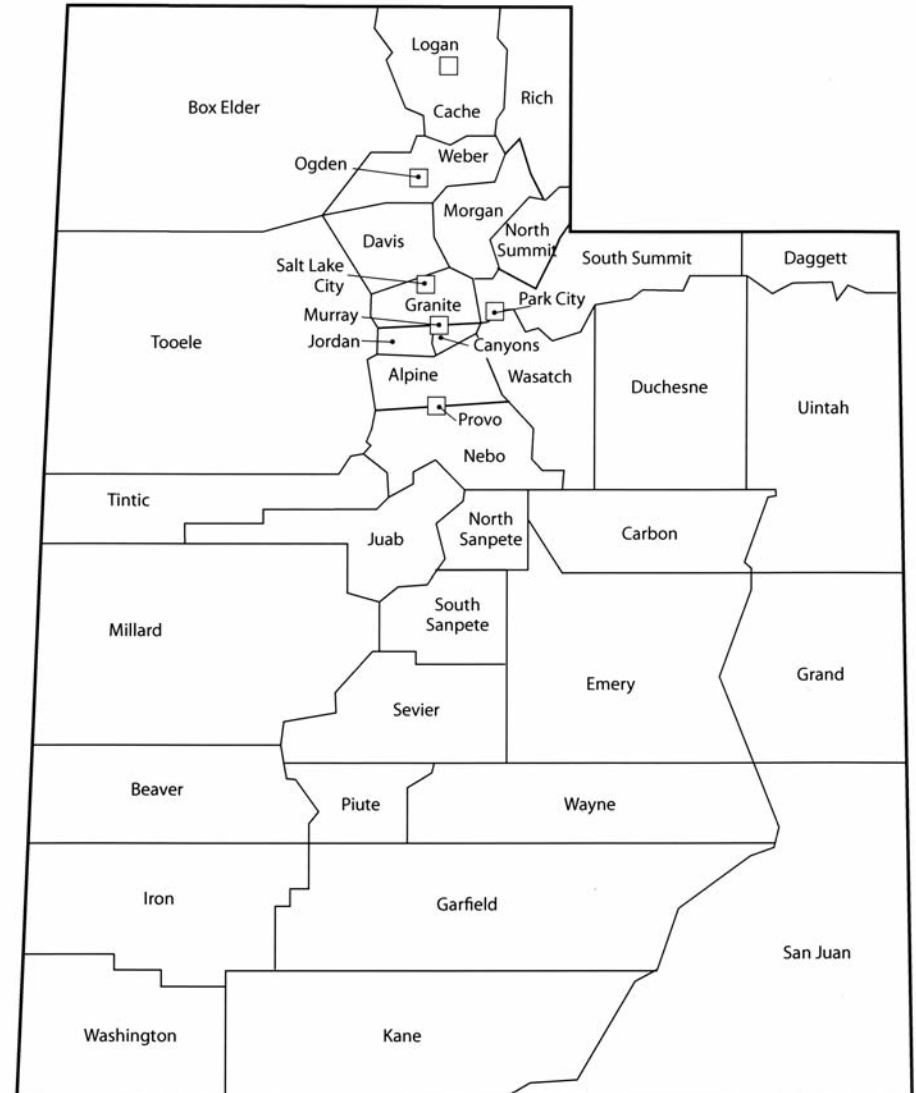 Logan
Box Elder
Cache
Rich
Ogden
Weber
Morgan
Davis
North
Summit
South Summit
Daggett
Salt Lake
City
Granite
Park City
Murray
Tooele
Jordan
Canyons
Alpine
Wasatch
Duchesne
Uintah
Provo
Nebo
Tintic
Juab
North
Sanpete
Carbon
South
Sanpete
Millard
Emery
Grand
Sevier
Beaver
Piute
Wayne
Iron
Garfield
San Juan
Washington
Kane